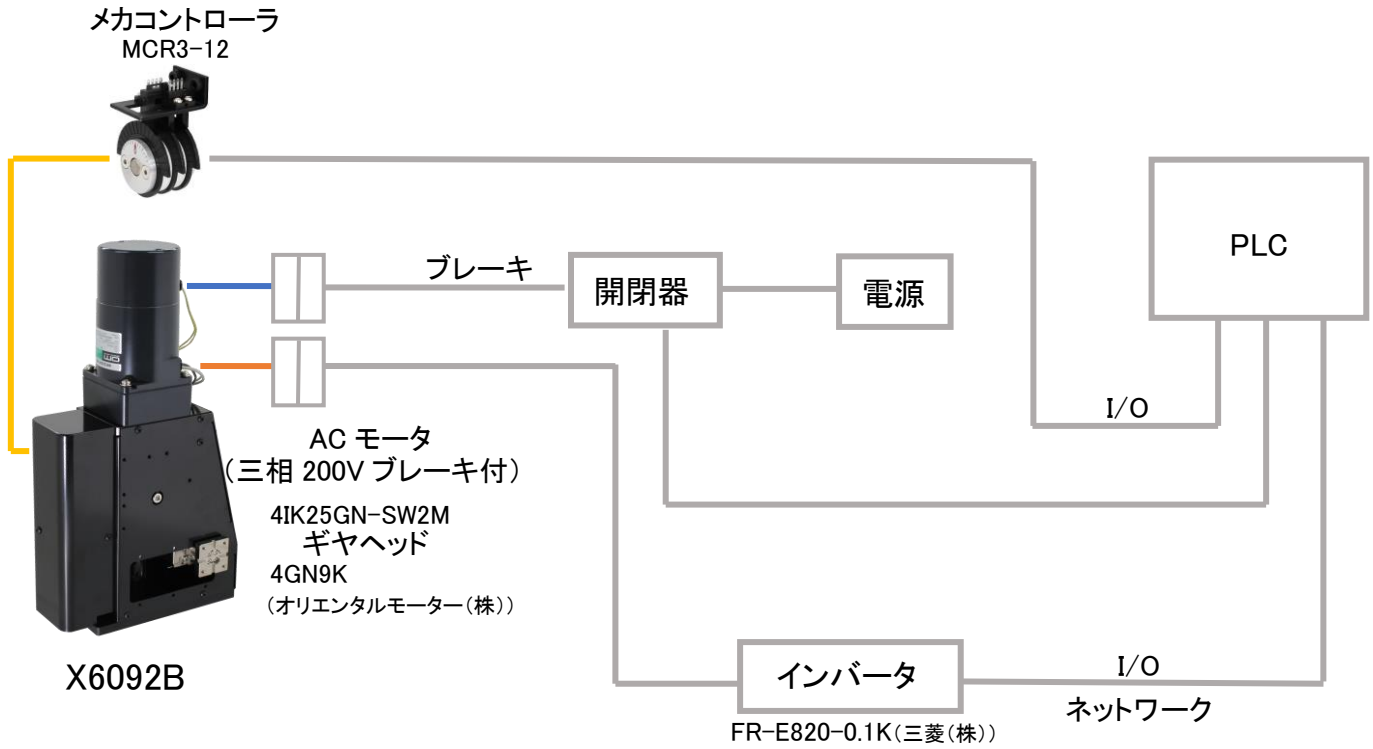 メカコントローラ
MCR3-12
PLC
ブレーキ
開閉器
電源
I/O
AC モータ
（三相 200V ブレーキ付）
4IK25GN-SW2M
ギヤヘッド
4GN9K
（オリエンタルモーター（株））
X6092B
インバータ
I/O
ネットワーク
FR-E820-0.1K（三菱（株））